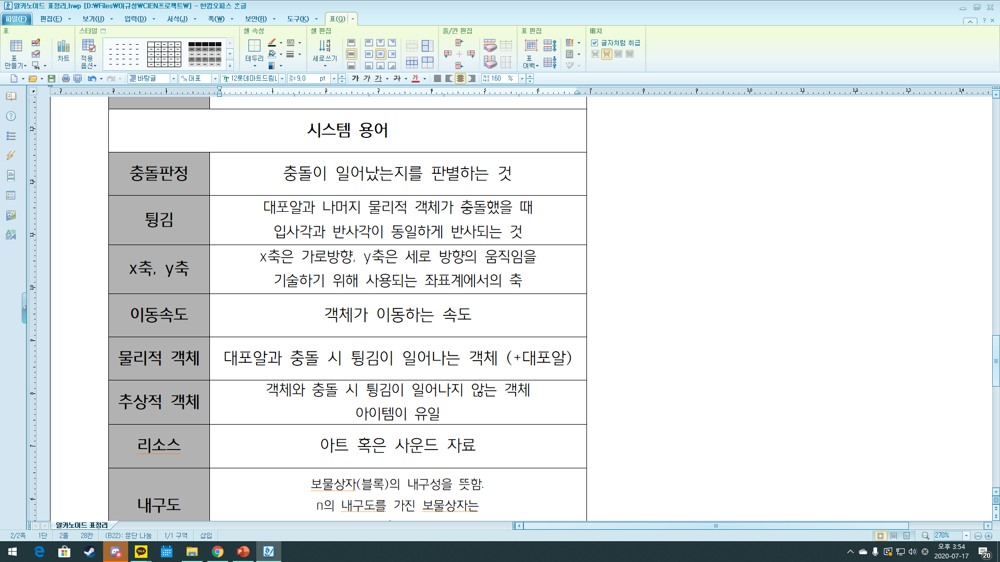 알카노이드 표정리.hwp [D:\Files\이규성\CIEN프로젝트\] - 한컴오피스 흔글
파일(F) 편집(E) 보기(U) 입력(D) 서식(J) 쪽(W) 보안(R) 도구(K) 표(Q)
표 스타일 셀 속성 셀 편집 줄/칸 편집 표 편집 배치
표 만들기 차트 적용 옵션 테두리 세로쓰기 표 여백 글자처럼 취급
바탕글 대표 12롯데마트드림L 9.0 pt 가 가 가 가 가 160 %
시스템 용어
충돌판정 충돌이 일어났는지를 판별하는 것
튕김 대포알과 나머지 물리적 객체가 충돌했을 때
입사각과 반사각이 동일하게 반사되는 것
x축, y축 x축은 가로방향, y축은 세로 방향의 움직임을
기술하기 위해 사용되는 좌표계에서의 축
이동속도 객체가 이동하는 속도
물리적 객체 대포알과 충돌 시 튕김이 일어나는 객체 (+대포알)
추상적 객체 객체와 충돌 시 튕김이 일어나지 않는 객체
아이템이 유일
리소스 아트 혹은 사운드 자료
내구도 보물상자(블록)의 내구성을 뜻함.
n의 내구도를 가진 보물상자는
알카노이드 표정리
2/2쪽 1단 2줄 28칸 (B22): 문단 나눔 1/1 구역 삽입 270%
TALK
오후 3:54
2020-07-17
20